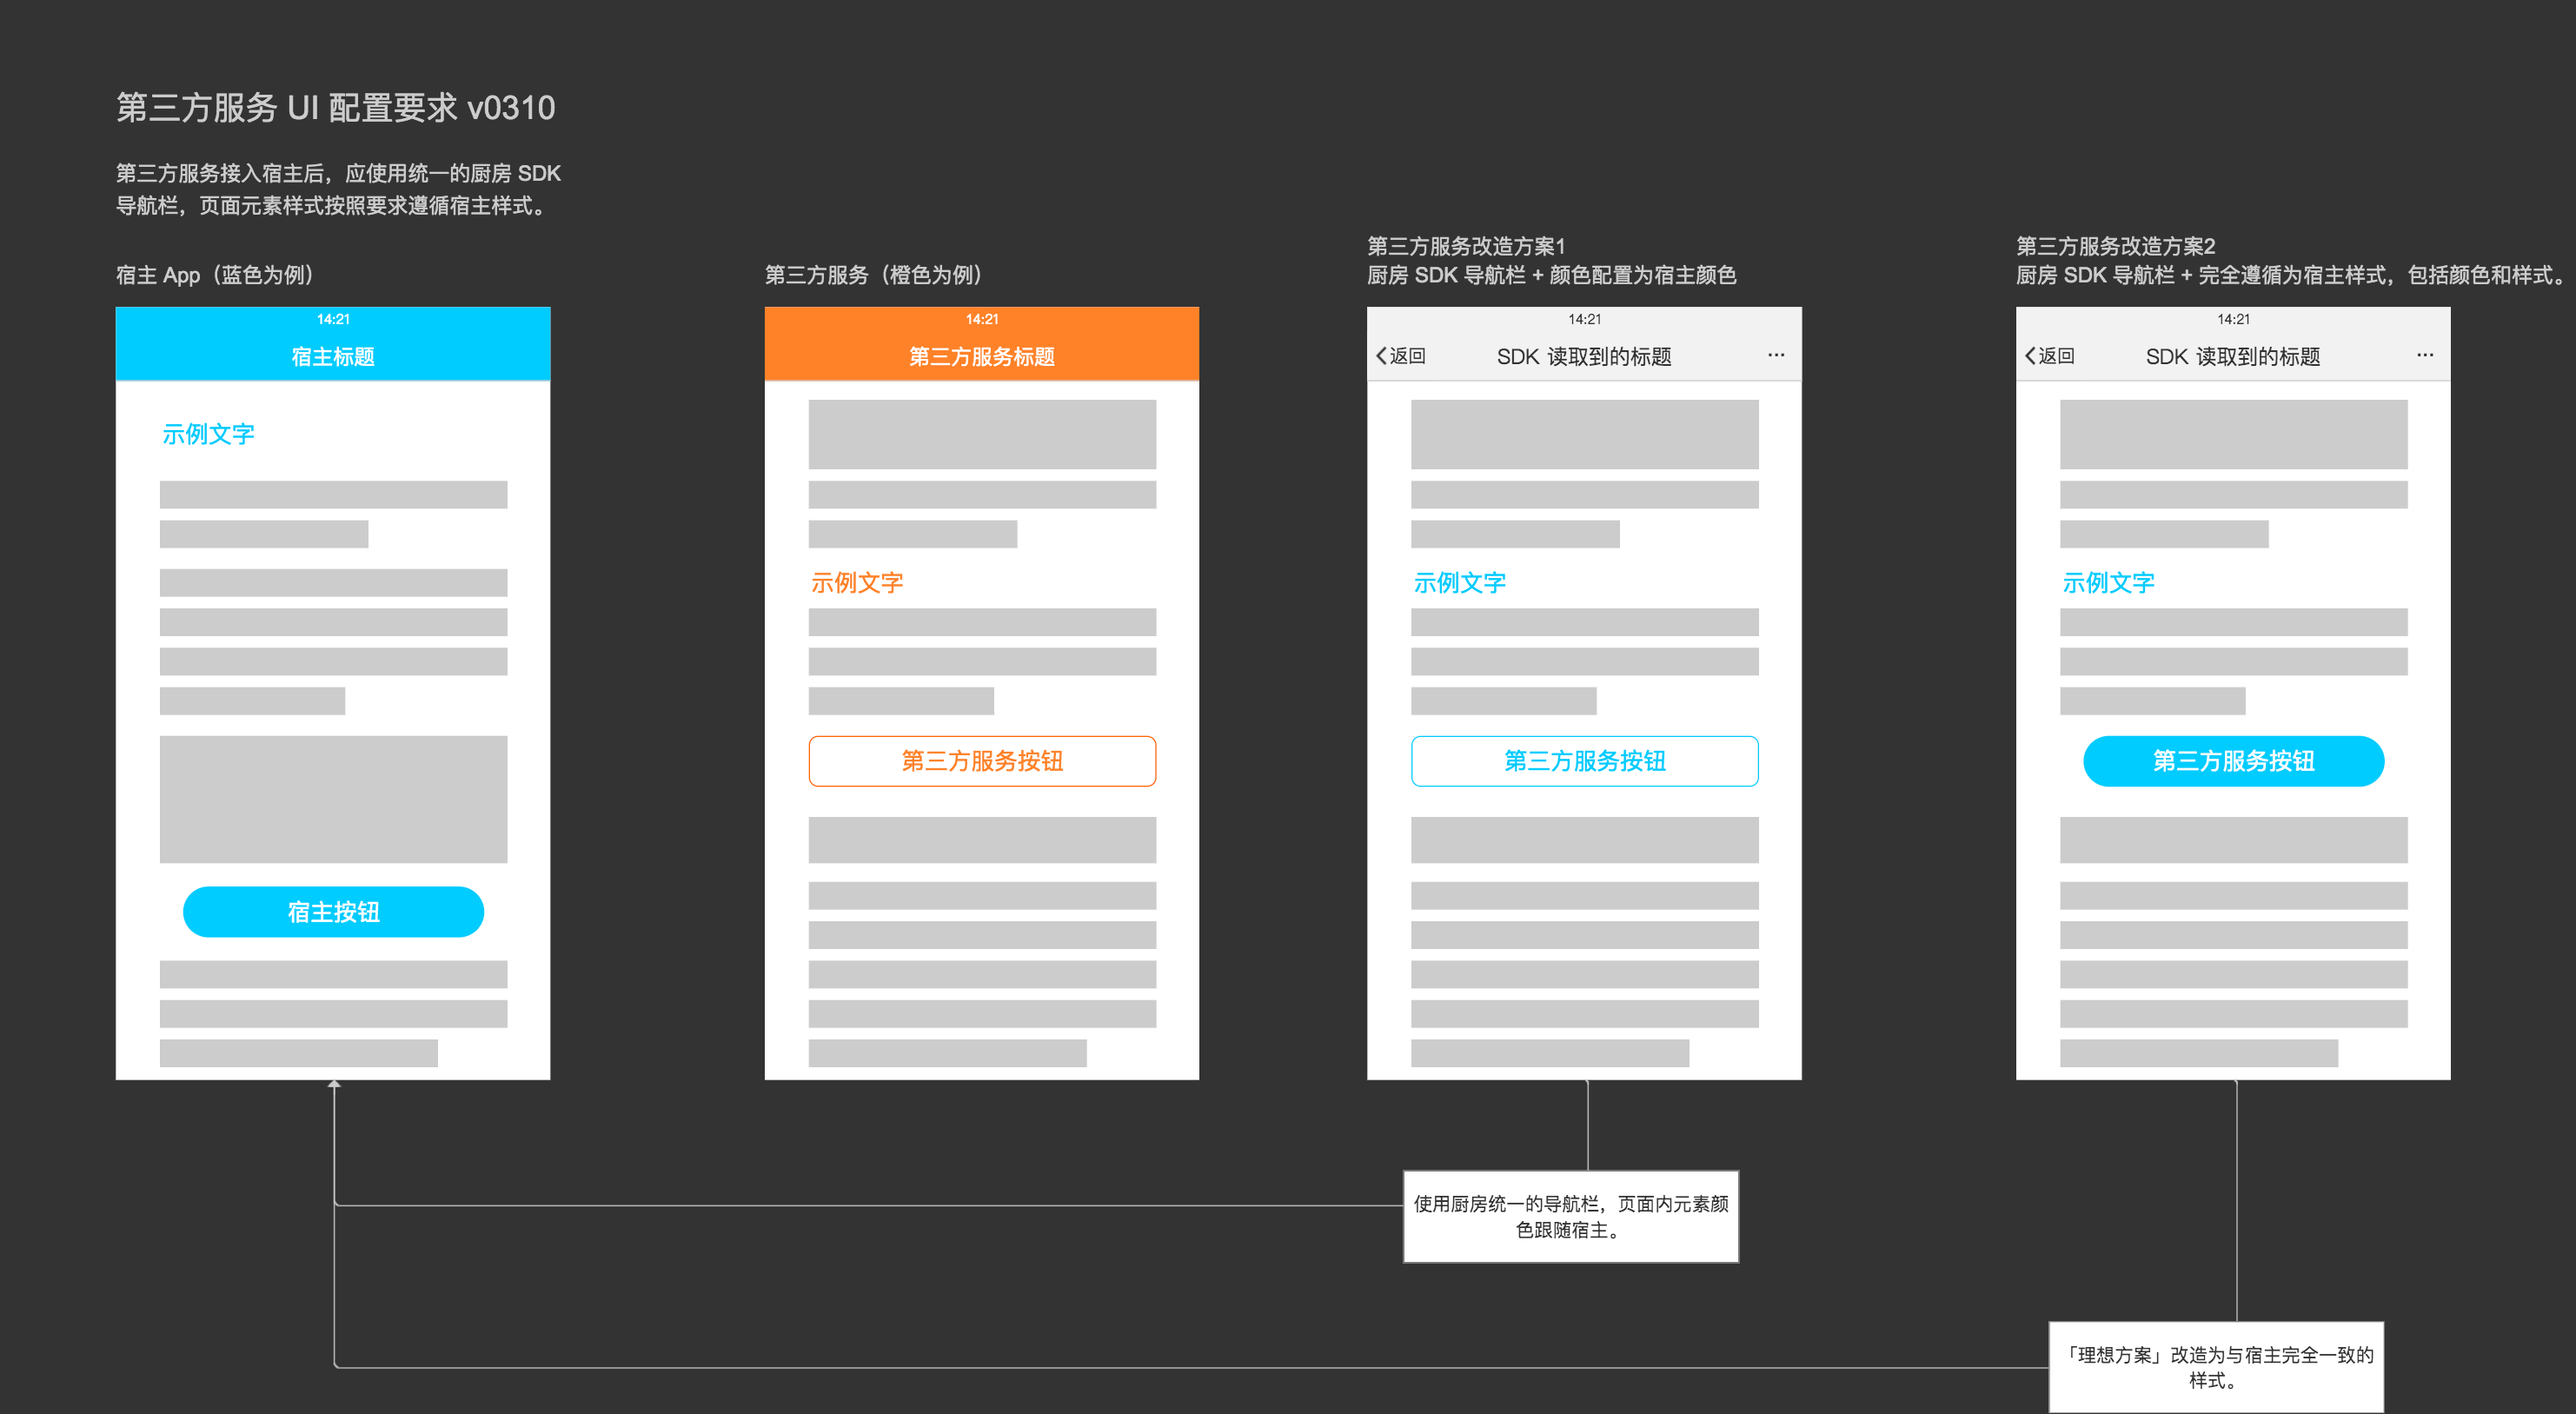 第三方服务 UI 配置要求 v0310
第三方服务接入宿主后，应使用统一的厨房 SDK
导航栏，页面元素样式按照要求遵循宿主样式。
宿主 App（蓝色为例）
14:21
宿主标题
示例文字
宿主按钮
第三方服务（橙色为例）
14:21
第三方服务标题
示例文字
第三方服务按钮
第三方服务改造方案1
厨房 SDK 导航栏 + 颜色配置为宿主颜色
14:21
返回
SDK 读取到的标题
···
示例文字
第三方服务按钮
第三方服务改造方案2
厨房 SDK 导航栏 + 完全遵循为宿主样式，包括颜色和样式。
14:21
返回
SDK 读取到的标题
···
示例文字
第三方服务按钮
使用厨房统一的导航栏，页面内元素颜
色跟随宿主。
「理想方案」改造为与宿主完全一致的
样式。